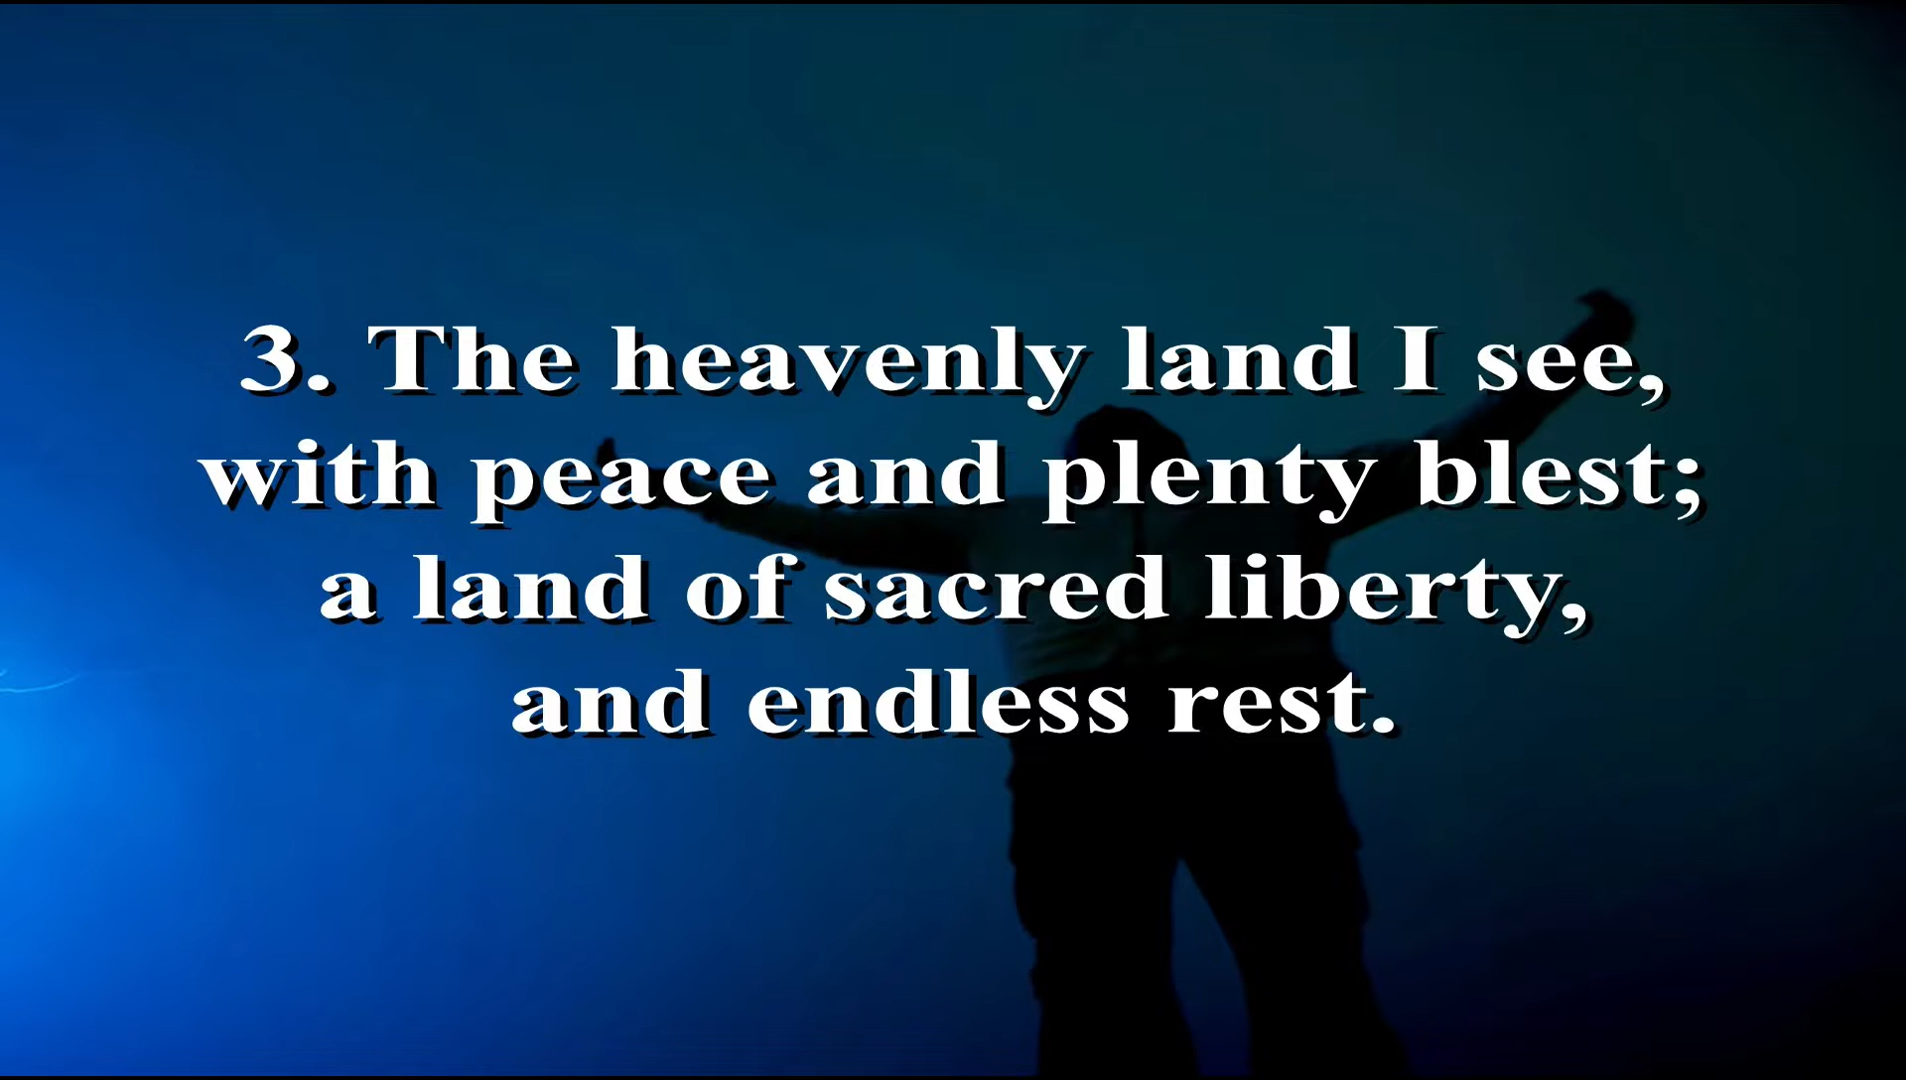 3. The heavenly land I see,
with peace and plenty blest;
a land of sacred liberty,
and endless rest.